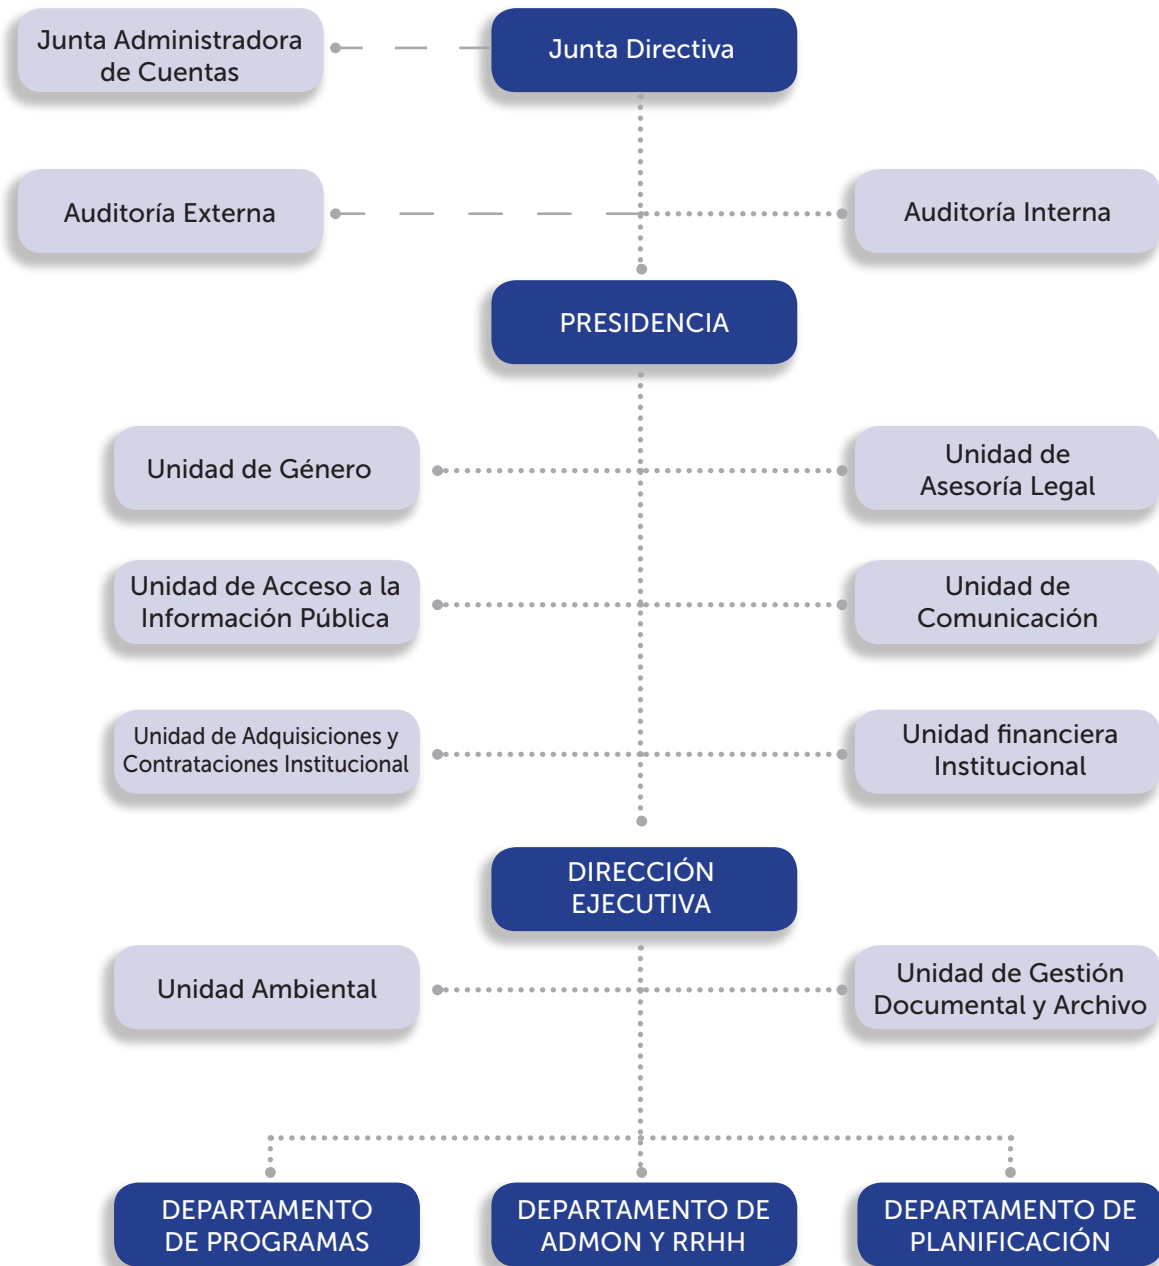 Junta Administradora
de Cuentas
Junta Directiva
Auditoría Externa
Auditoría Interna
PRESIDENCIA
Unidad de Género
Unidad de
Asesoría Legal
Unidad de Acceso a la
Información Pública
Unidad de
Comunicación
Unidad de Adquisiciones y
Contrataciones Institucional
Unidad financiera
Institucional
DIRECCIÓN
EJECUTIVA
Unidad Ambiental
Unidad de Gestión
Documental y Archivo
DEPARTAMENTO
DE PROGRAMAS
DEPARTAMENTO DE
ADMON Y RRHH
DEPARTAMENTO DE
PLANIFICACIÓN